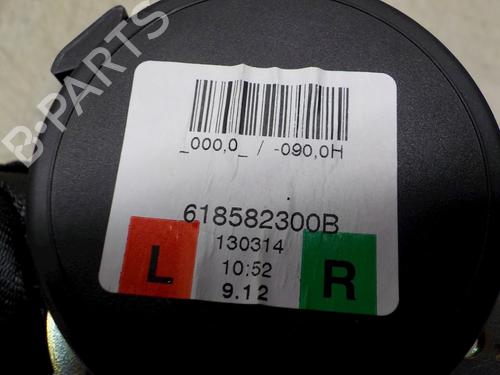 B-PARTS
_000,0_ / -090,0H
618582300B
130314
10:52
9.12
L
R